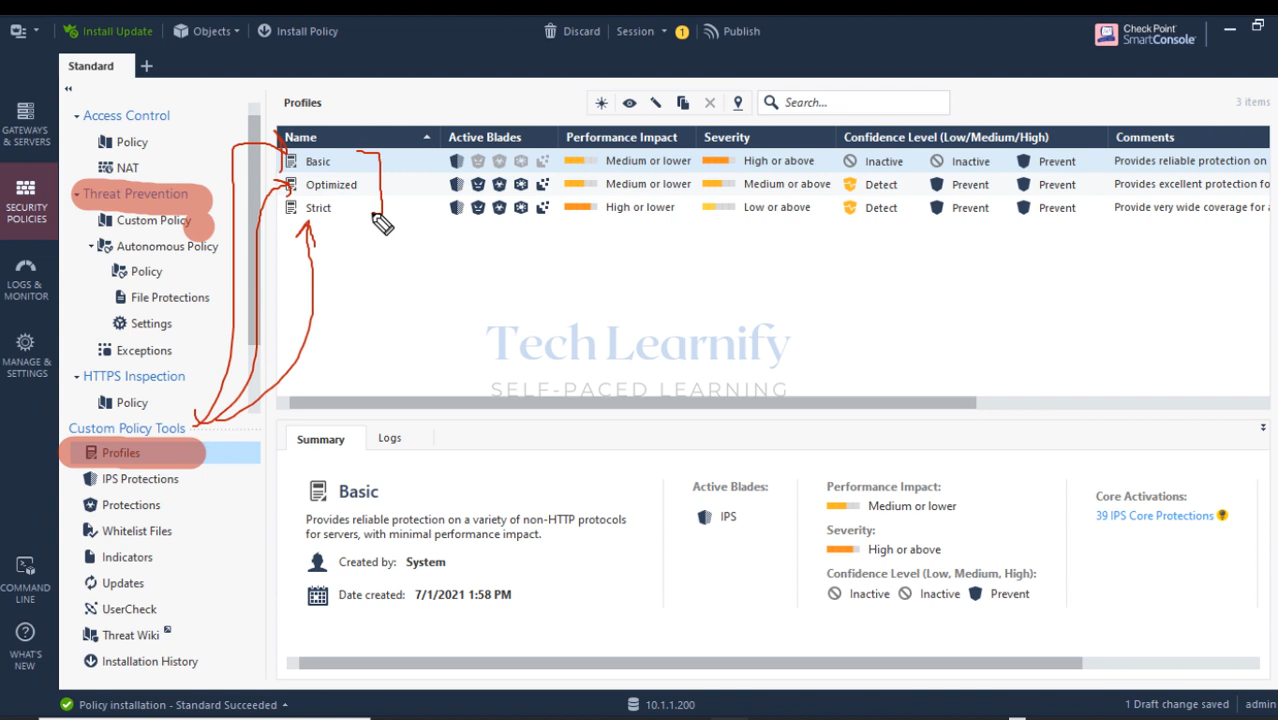 Install Update
Objects
Install Policy
Discard
Session
1
Publish
Check Point
SmartConsole
Standard
GATEWAYS
& SERVERS
SECURITY
POLICIES
LOGS &
MONITOR
MANAGE &
SETTINGS
COMMAND
LINE
WHAT'S
NEW
Access Control
Policy
NAT
Threat Prevention
Custom Policy
Autonomous Policy
Policy
File Protections
Settings
Exceptions
HTTPS Inspection
Policy
Custom Policy Tools
Profiles
IPS Protections
Protections
Whitelist Files
Indicators
Updates
UserCheck
Threat Wiki
Installation History
Profiles
Search...
3 items
Name Active Blades Performance Impact Severity Confidence Level (Low/Medium/High) Comments
Basic Medium or lower High or above Inactive Inactive Prevent Provides reliable protection on
Optimized Medium or lower Medium or above Detect Prevent Prevent Provides excellent protection fo
Strict High or lower Low or above Detect Prevent Prevent Provide very wide coverage for a
Tech Learnify
SELF-PACED LEARNING
Summary
Logs
Basic
Provides reliable protection on a variety of non-HTTP protocols
for servers, with minimal performance impact.
Created by: System
Date created: 7/1/2021 1:58 PM
Active Blades:
IPS
Performance Impact:
Medium or lower
Severity:
High or above
Confidence Level (Low, Medium, High):
Inactive Inactive Prevent
Core Activations:
39 IPS Core Protections
Policy installation - Standard Succeeded
10.1.1.200
1 Draft change saved
admin